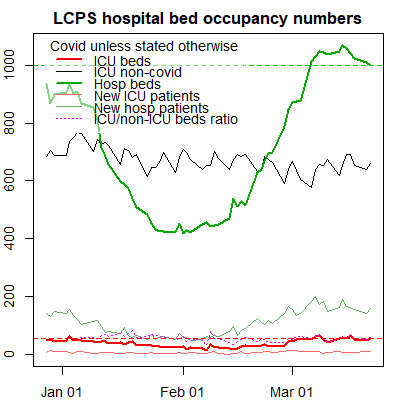 LCPS hospital bed occupancy numbers
Covid unless stated otherwise
ICU beds
ICU non-covid
Hosp beds
New ICU patients
New hosp patients
ICU/non-ICU beds ratio
1000
800
600
400
200
0
Jan 01 Feb 01 Mar 01